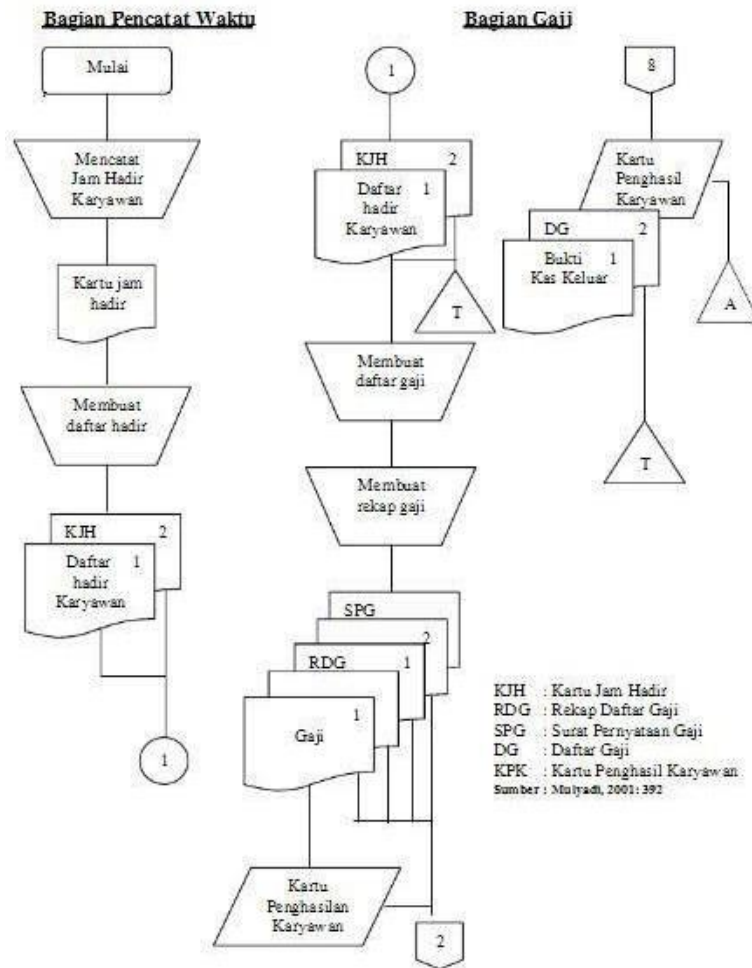 Bagian Pencatat Waktu
Mulai
Mencatat
Jam Hadir
Karyawan
Kartu jam
hadir
Membuat
daftar hadir
KJH 2
Daftar 1
hadir
Karyawan
1
Bagian Gaji
1
KJH 2
Daftar 1
hadir
Karyawan
T
Membuat
daftar gaji
Membuat
rekap gaji
SPG
2
RDG 1
1
Gaji
Kartu
Penghasilan
Karyawan
2
8
Kartu
Penghasil
Karyawan
DG 2
Bukti 1
Kas Keluar
A
T
KJH : Kartu Jam Hadir
RDG : Rekap Daftar Gaji
SPG : Surat Pernyataan Gaji
DG : Daftar Gaji
KPK : Kartu Penghasil Karyawan
Sumber : Mulyadi, 2001: 392